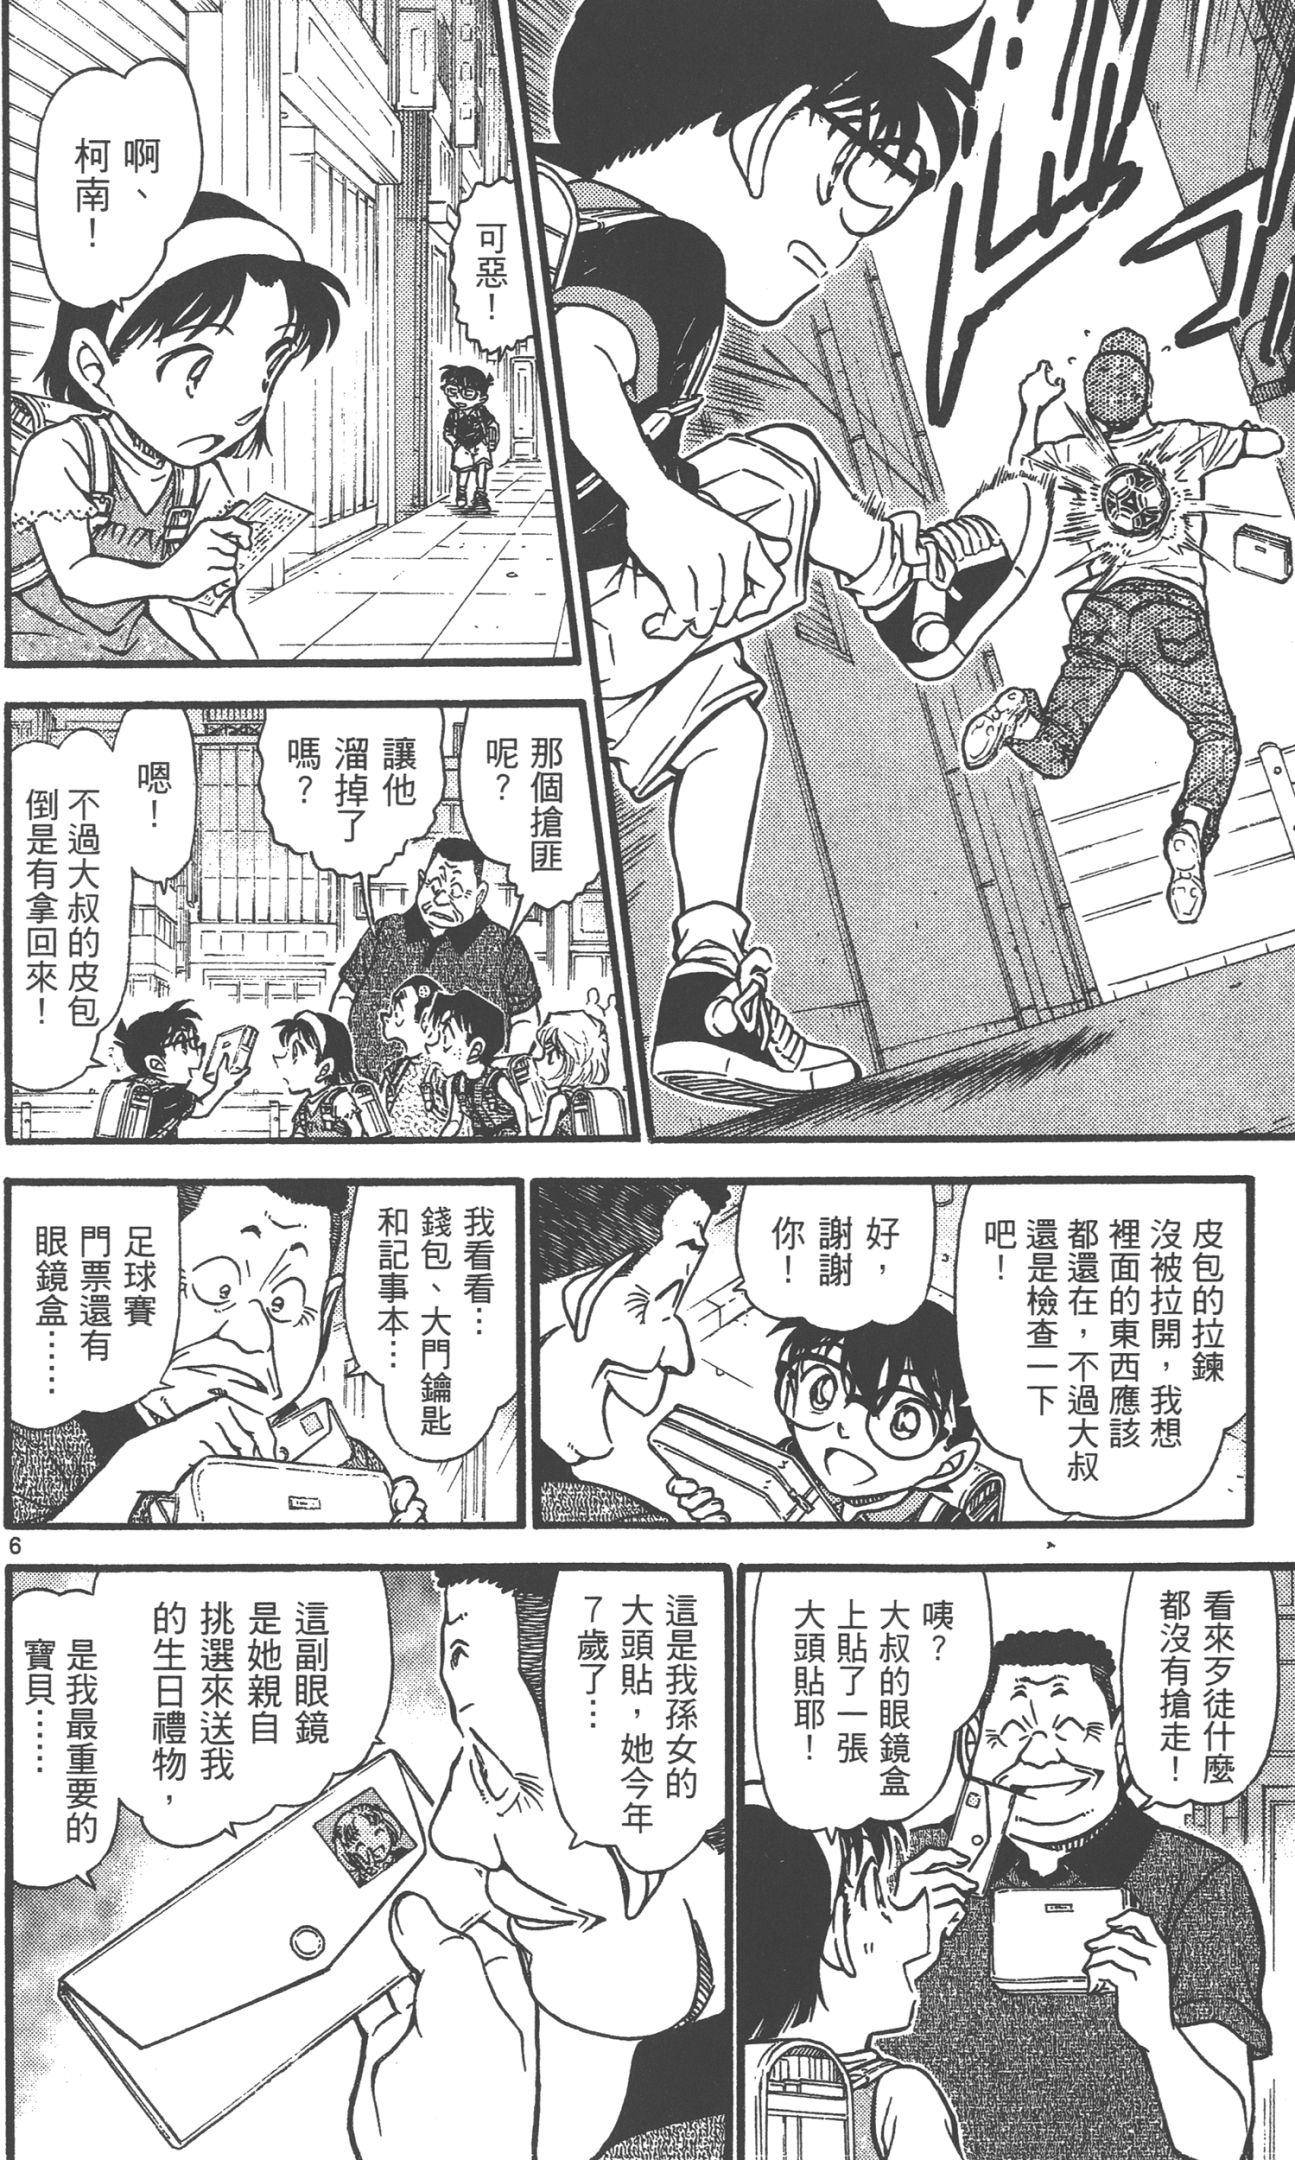 可惡！
啊、
柯南！
那個搶匪
呢？
讓他
溜掉了
嗎？
嗯！
不過大叔的皮包
倒是有拿回來！
皮包的拉鍊
沒被拉開，我想
裡面的東西應該
都還在，不過大叔
還是檢查一下
吧！
好，
謝謝
你！
我看看…
錢包、大門鑰匙
和記事本…
足球賽
門票還有
眼鏡盒……
6
看來歹徒什麼
都沒有搶走！
咦？
大叔的眼鏡盒
上貼了一張
大頭貼耶！
這是我孫女的
大頭貼，她今年
7歲了…
這副眼鏡
是她親自
挑選來送我
的生日禮物，
是我最重要的
寶貝……